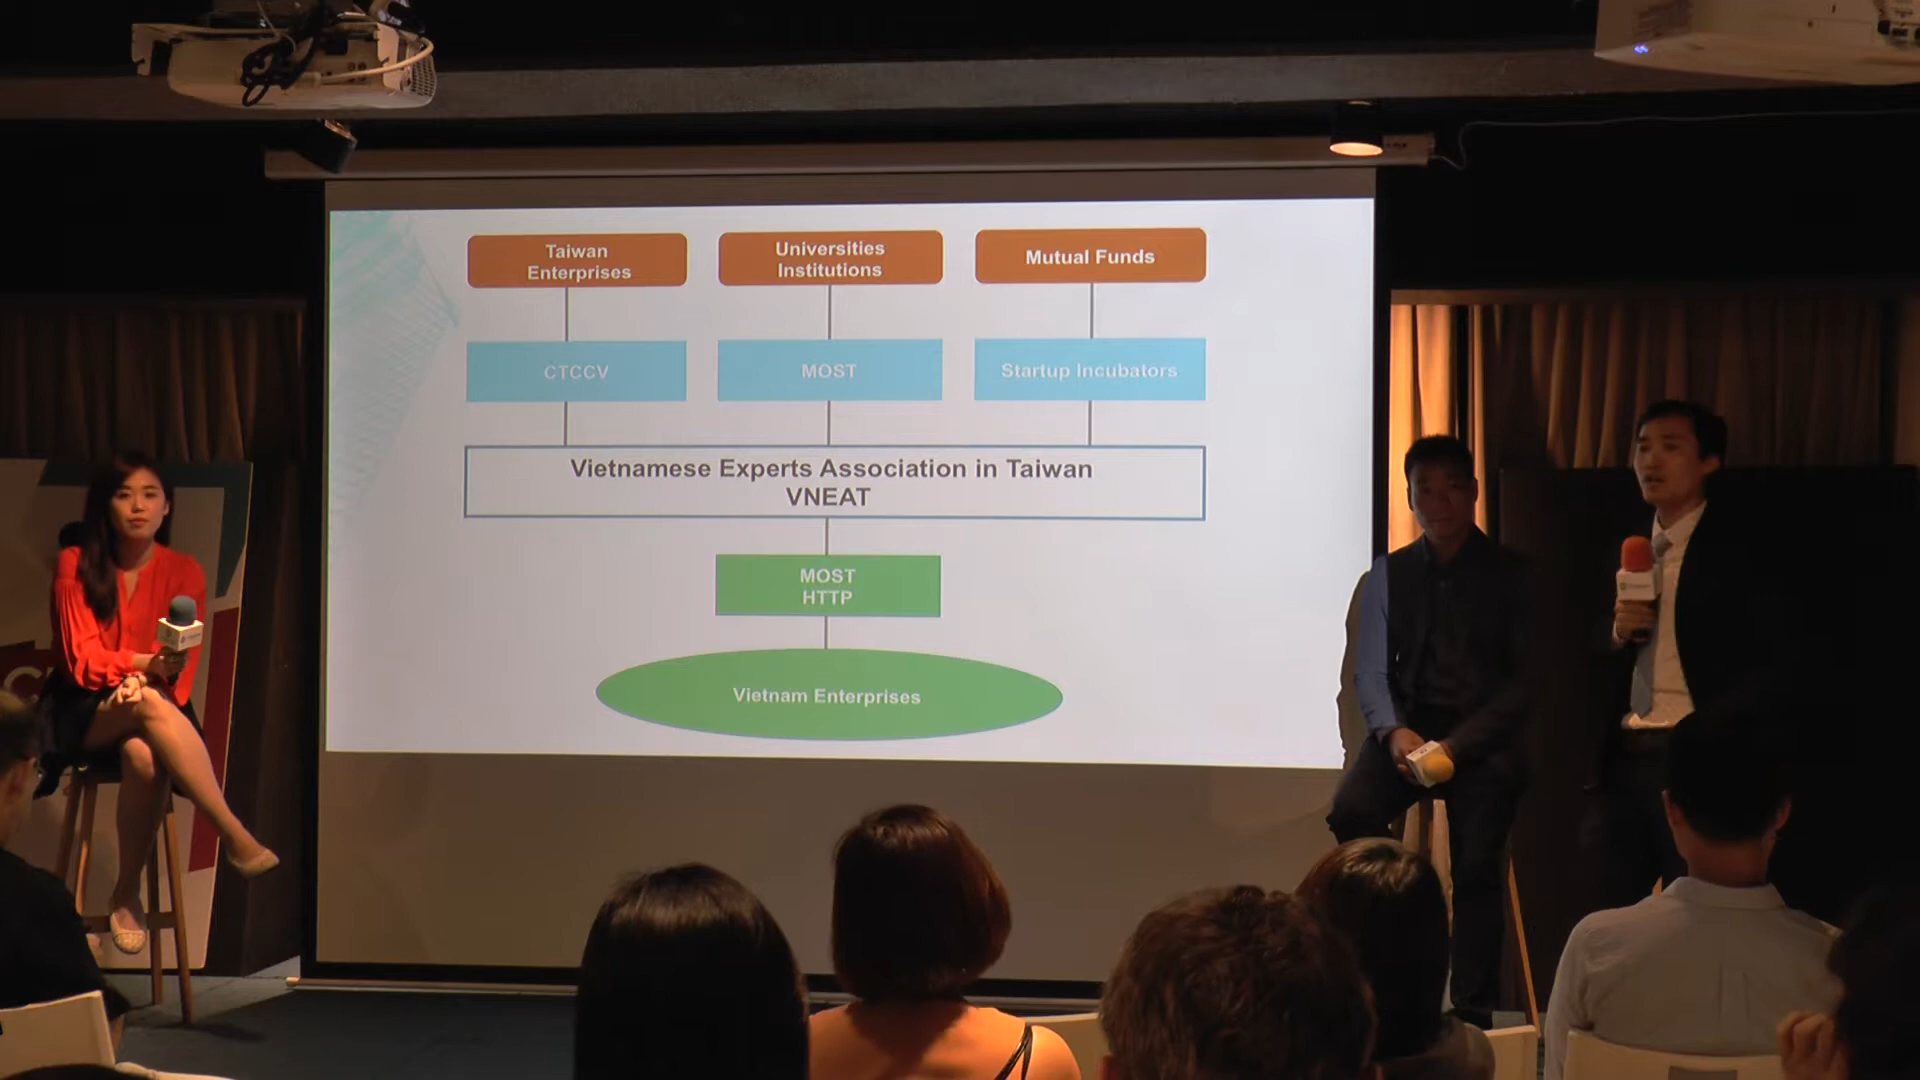 Taiwan
Enterprises
Universities
Institutions
Mutual Funds
CTCCV
MOST
Startup Incubators
Vietnamese Experts Association in Taiwan
VNEAT
MOST
HTTP
Vietnam Enterprises